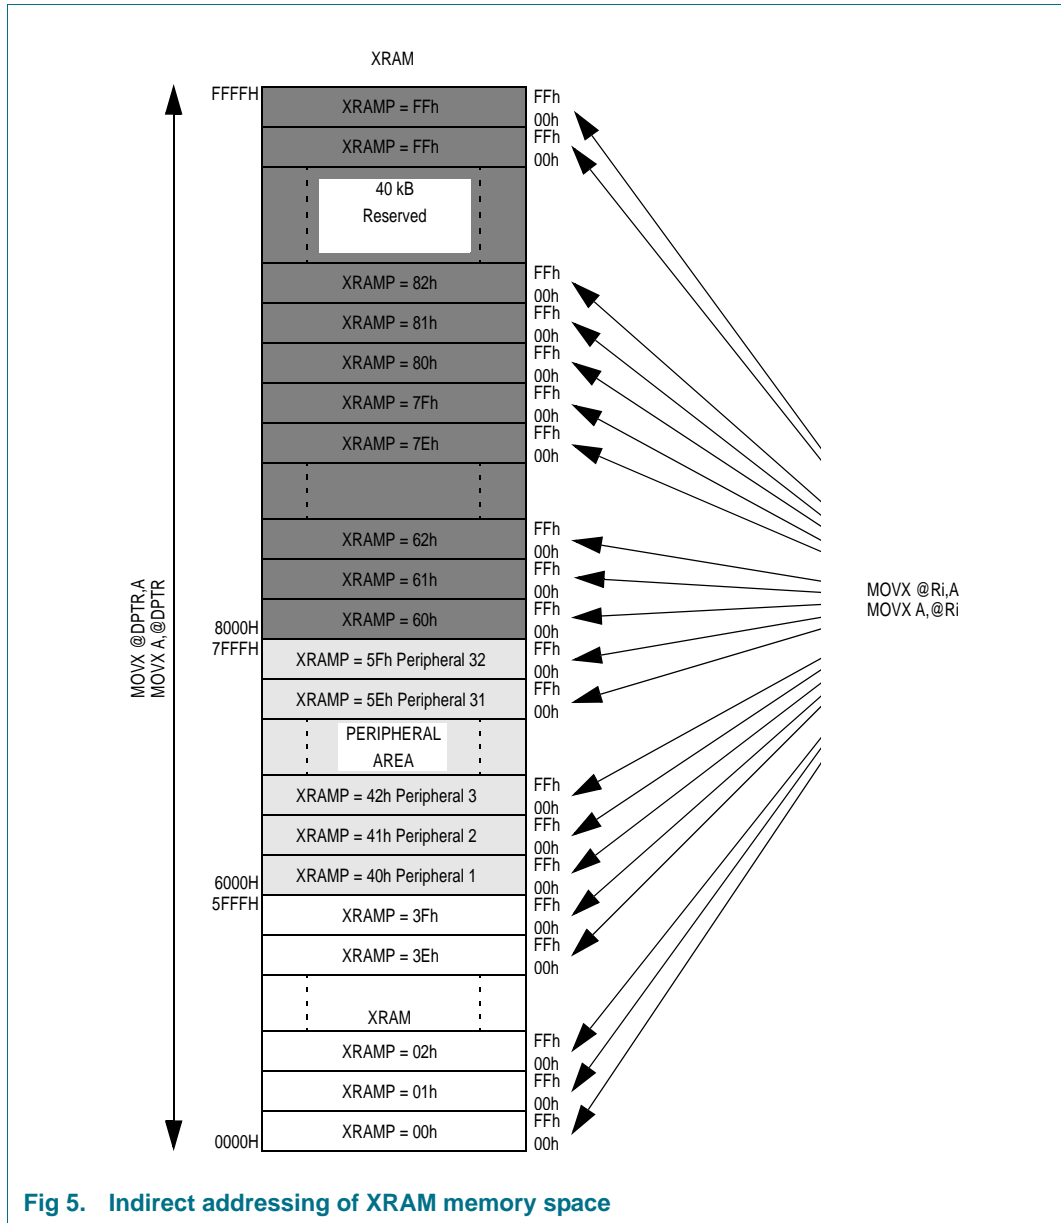 XRAM
FFFFH
XRAMP = FFh
FFh
00h
XRAMP = FFh
FFh
00h
40 kB
Reserved
XRAMP = 82h
FFh
00h
XRAMP = 81h
FFh
00h
XRAMP = 80h
FFh
00h
XRAMP = 7Fh
FFh
00h
XRAMP = 7Eh
FFh
00h
XRAMP = 62h
FFh
00h
XRAMP = 61h
FFh
00h
8000H
XRAMP = 60h
FFh
00h
7FFFH
XRAMP = 5Fh Peripheral 32
FFh
00h
XRAMP = 5Eh Peripheral 31
FFh
00h
PERIPHERAL
AREA
XRAMP = 42h Peripheral 3
FFh
00h
XRAMP = 41h Peripheral 2
FFh
00h
6000H
XRAMP = 40h Peripheral 1
FFh
00h
5FFFH
XRAMP = 3Fh
FFh
00h
XRAMP = 3Eh
FFh
00h
XRAM
XRAMP = 02h
FFh
00h
XRAMP = 01h
FFh
00h
0000H
XRAMP = 00h
FFh
00h
MOVX @DPTR,A
MOVX A,@DPTR
MOVX @Ri,A
MOVX A,@Ri
Fig 5. Indirect addressing of XRAM memory space